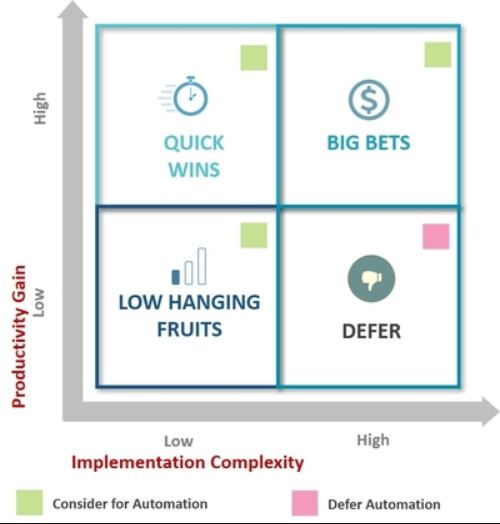 High
QUICK
WINS
BIG BETS
Productivity Gain
Low
LOW HANGING
FRUITS
DEFER
Low
High
Implementation Complexity
Consider for Automation
Defer Automation